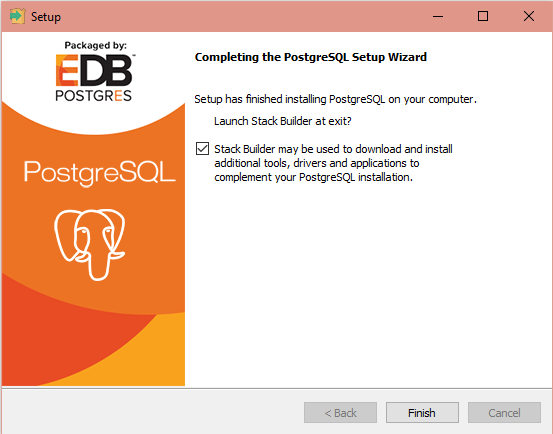 Setup
Packaged by:
EDB
POSTGRES
PostgreSQL
Completing the PostgreSQL Setup Wizard
Setup has finished installing PostgreSQL on your computer.
Launch Stack Builder at exit?
Stack Builder may be used to download and install
additional tools, drivers and applications to
complement your PostgreSQL installation.
< Back
Finish
Cancel